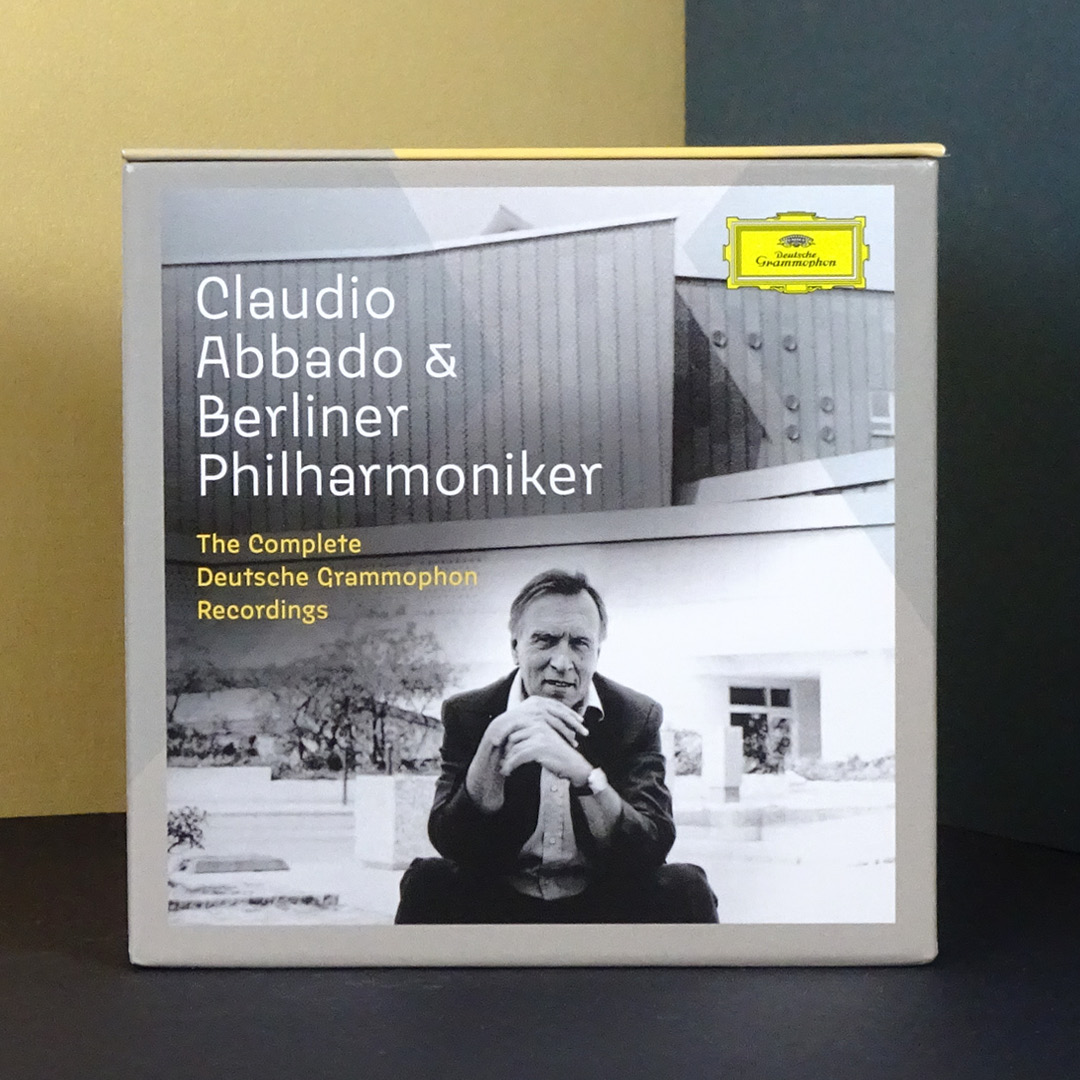 Claudio
Abbado &
Berliner
Philharmoniker
The Complete
Deutsche Grammophon
Recordings
Deutsche
Grammophon